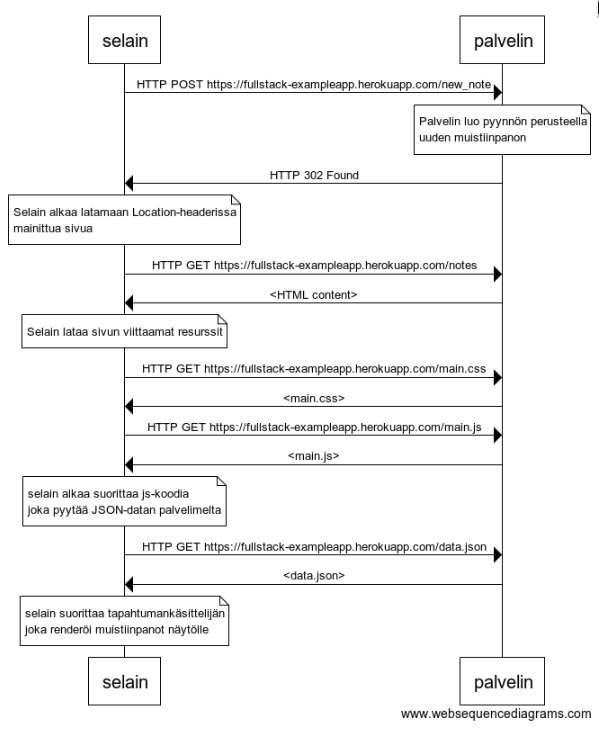 selain
palvelin
HTTP POST https://fullstack-exampleapp.herokuapp.com/new_note
Palvelin luo pyynnön perusteella
uuden muistiinpanon
HTTP 302 Found
Selain alkaa latamaan Location-headerissa
mainittua sivua
HTTP GET https://fullstack-exampleapp.herokuapp.com/notes
<HTML content>
Selain lataa sivun viittaamat resurssit
HTTP GET https://fullstack-exampleapp.herokuapp.com/main.css
<main.css>
HTTP GET https://fullstack-exampleapp.herokuapp.com/main.js
<main.js>
selain alkaa suorittaa js-koodia
joka pyytää JSON-datan palvelimelta
HTTP GET https://fullstack-exampleapp.herokuapp.com/data.json
<data.json>
selain suorittaa tapahtumankäsittelijän
joka renderöi muistiinpanot näytölle
selain
palvelin
www.websequencediagrams.com